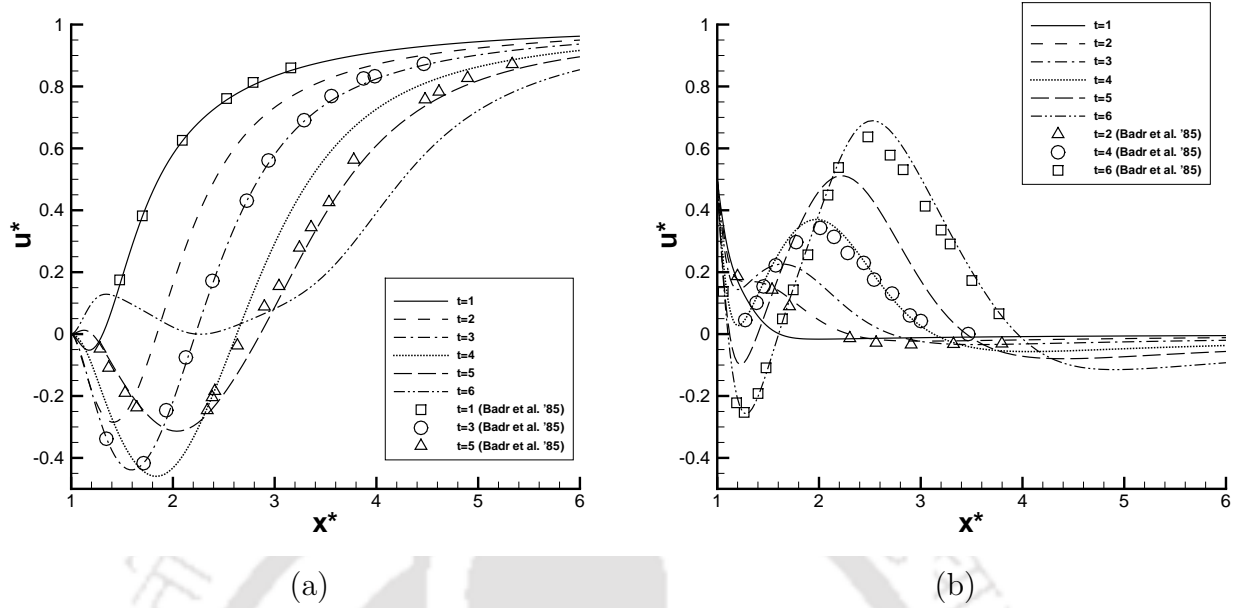 u*
1
0.8
0.6
0.4
0.2
0
-0.2
-0.4
1 2 3 4 5 6
x*
t=1
t=2
t=3
t=4
t=5
t=6
t=1 (Badr et al. '85)
t=3 (Badr et al. '85)
t=5 (Badr et al. '85)
(a)
u*
1
0.8
0.6
0.4
0.2
0
-0.2
-0.4
1 2 3 4 5 6
x*
t=1
t=2
t=3
t=4
t=5
t=6
t=2 (Badr et al. '85)
t=4 (Badr et al. '85)
t=6 (Badr et al. '85)
(b)